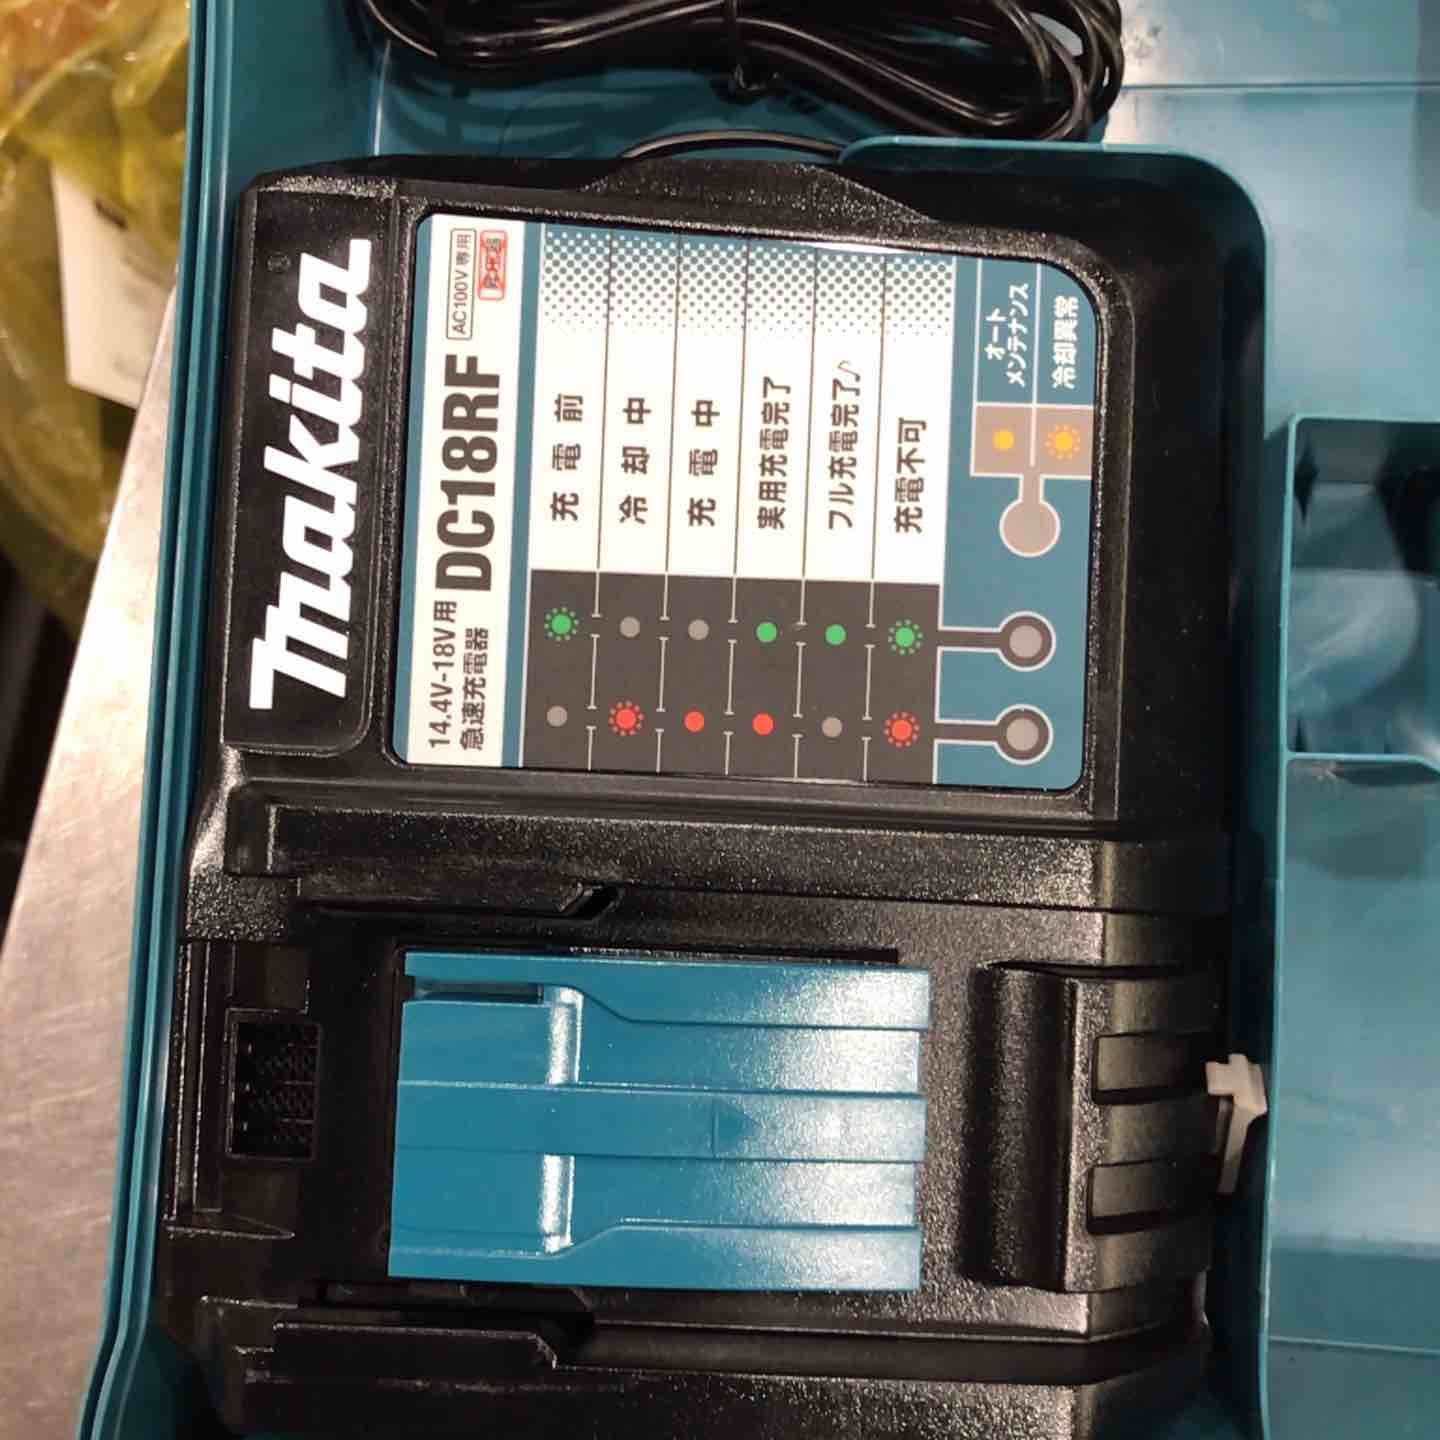 makita
14.4V-18V用
急速充電器
DC18RF
AC100V専用
充電前
冷却中
充電中
実用充電完了
フル充電完了♪
充電不可
オート
メンテナンス
冷却異常